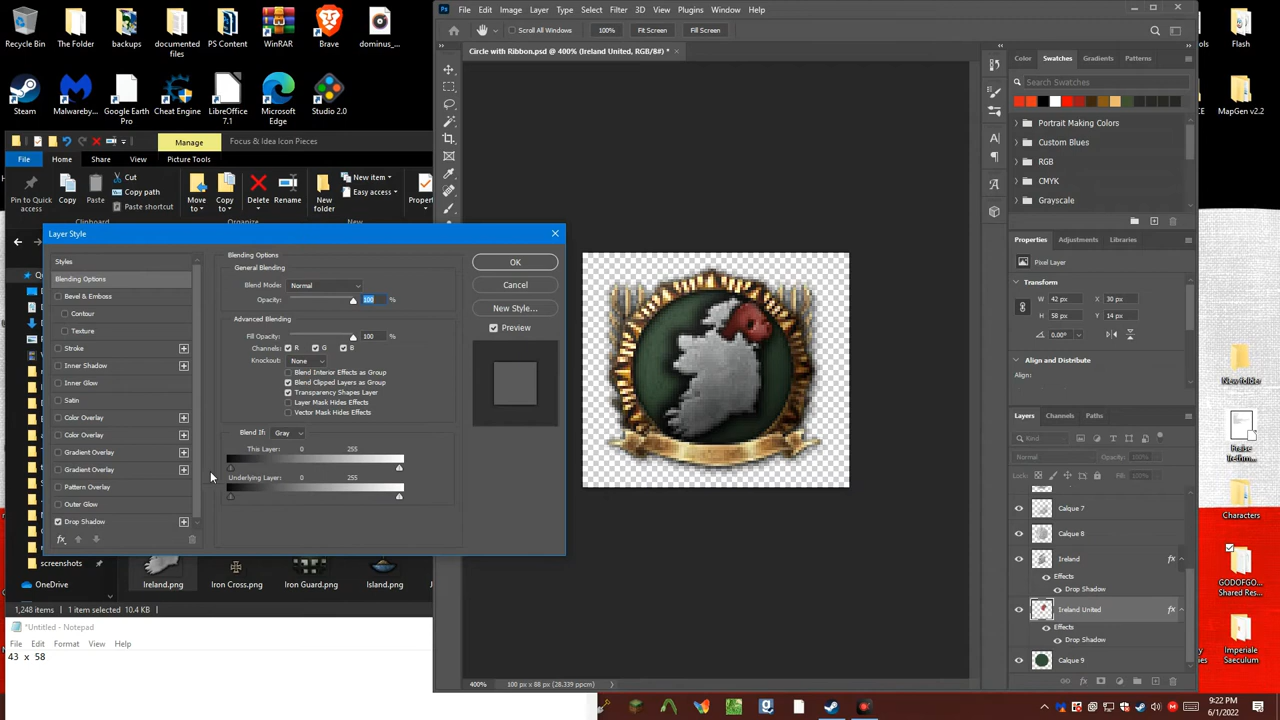 Recycle Bin
The Folder
backups
documented files
PS Content
WinRAR
Brave
dominus_...
Steam
Malwareby...
Google Earth Pro
Cheat Engine
LibreOffice 7.1
Microsoft Edge
Studio 2.0
Flash
MapGen v2.2
New folder
Characters
Manage
Focus & Idea Icon Pieces
File
Home
Share
View
Picture Tools
Pin to Quick access
Copy
Paste
Cut
Copy path
Paste shortcut
Move to
Copy to
Delete
Rename
New folder
New item
Easy access
Clipboard
Layer Style
Styles
Blending Options
Bevel & Emboss
Contour
Texture
Stroke
Inner Shadow
Inner Glow
Satin
Color Overlay
Color Overlay
Gradient Overlay
Gradient Overlay
Pattern Overlay
Outer Glow
Drop Shadow
fx
Blending Options
General Blending
Blend Mode: Normal
Opacity: 100 %
Advanced Blending
Fill Opacity: 100 %
Channels: R G B
Knockout: None
Blend Interior Effects as Group
Blend Clipped Layers as Group
Transparency Shapes Layer
Layer Mask Hides Effects
Vector Mask Hides Effects
Blend If: Gray
This Layer: 0 255
Underlying Layer: 0 255
OK
Cancel
New Style...
Preview
screenshots
OneDrive
Ireland.png
Iron Cross.png
Iron Guard.png
Island.png
1,248 items
1 item selected 10.4 KB
*Untitled - Notepad
File Edit Format View Help
43 x 58
Ps File Edit Image Layer Type Select Filter 3D View Plugins Window Help
Scroll All Windows
100%
Fit Screen
Fill Screen
Circle with Ribbon.psd @ 400% (Ireland United, RGB/8#) *
400%
100 px x 88 px (28.339 ppcm)
Color Swatches Gradients Patterns
Search Swatches
Portrait Making Colors
Custom Blues
RGB
CMYK
Grayscale
Properties Adjustments Libraries
Pixel Layer
Transform
W 42 px X 30 px
H 58 px Y 14 px
0.00°
Align and Distribute
Align:
Layers Channels Paths
Kind
Normal
Opacity:
Lock:
Calque 7
Calque 8
Ireland fx
Effects
Drop Shadow
Ireland United fx
Effects
Drop Shadow
Calque 9
GODOFGO... Shared Res...
Imperiale Saeculum
9:22 PM
6/1/2022